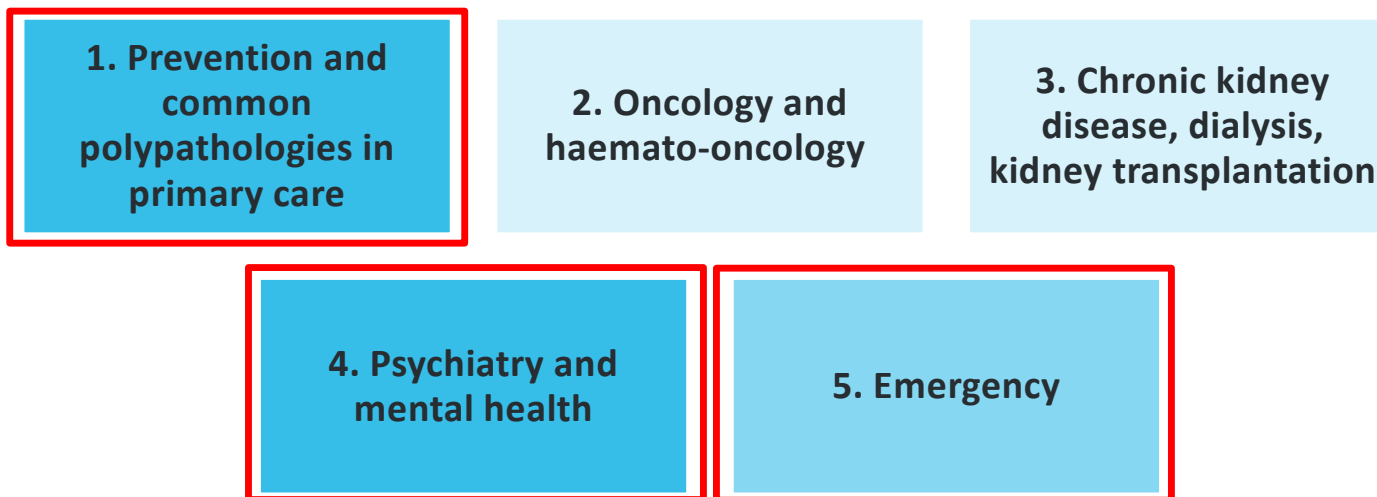 1. Prevention and
common
polypathologies in
primary care
2. Oncology and
haemato-oncology
3. Chronic kidney
disease, dialysis,
kidney transplantation
4. Psychiatry and
mental health
5. Emergency